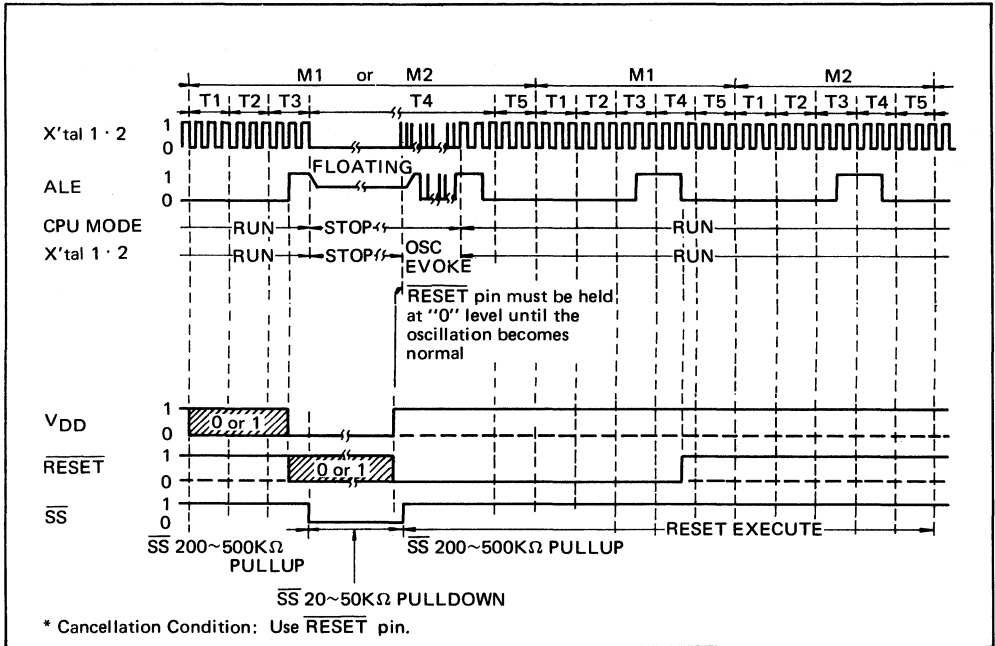 M1 or M2 M1 M2
T1 T2 T3 T4 T5 T1 T2 T3 T4 T5 T1 T2 T3 T4 T5
X'tal 1 · 2 1
0
FLOATING
ALE 1
0
CPU MODE RUN STOP RUN
X'tal 1 · 2 RUN STOP OSC EVOKE RUN
RESET pin must be held
at "0" level until the
oscillation becomes
normal
VDD 1
0 0 or 1
RESET 1
0 0 or 1
SS 1
0
RESET EXECUTE
SS 200~500KΩ PULLUP
SS 200~500KΩ PULLUP
SS 20~50KΩ PULLDOWN
* Cancellation Condition: Use RESET pin.